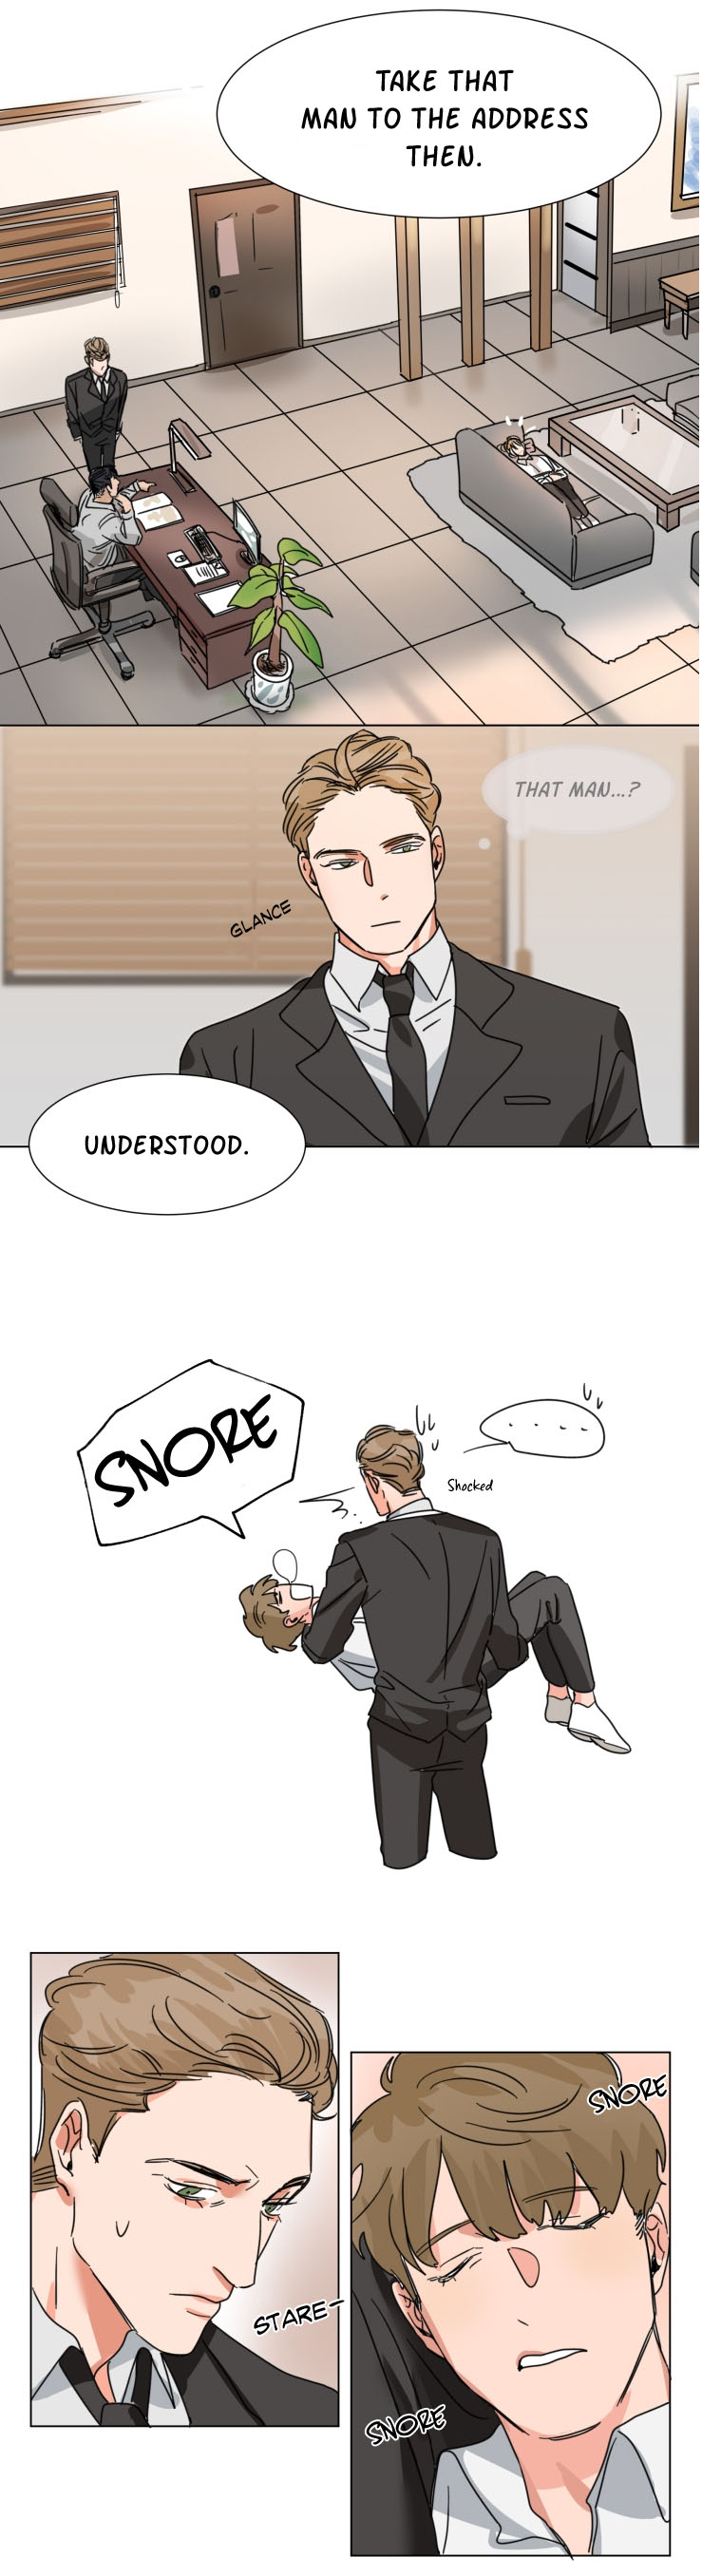 TAKE THAT
MAN TO THE ADDRESS
THEN.
THAT MAN...?
GLANCE
UNDERSTOOD.
SNORE
. . . .
Shocked
SNORE
STARE-
SNORE